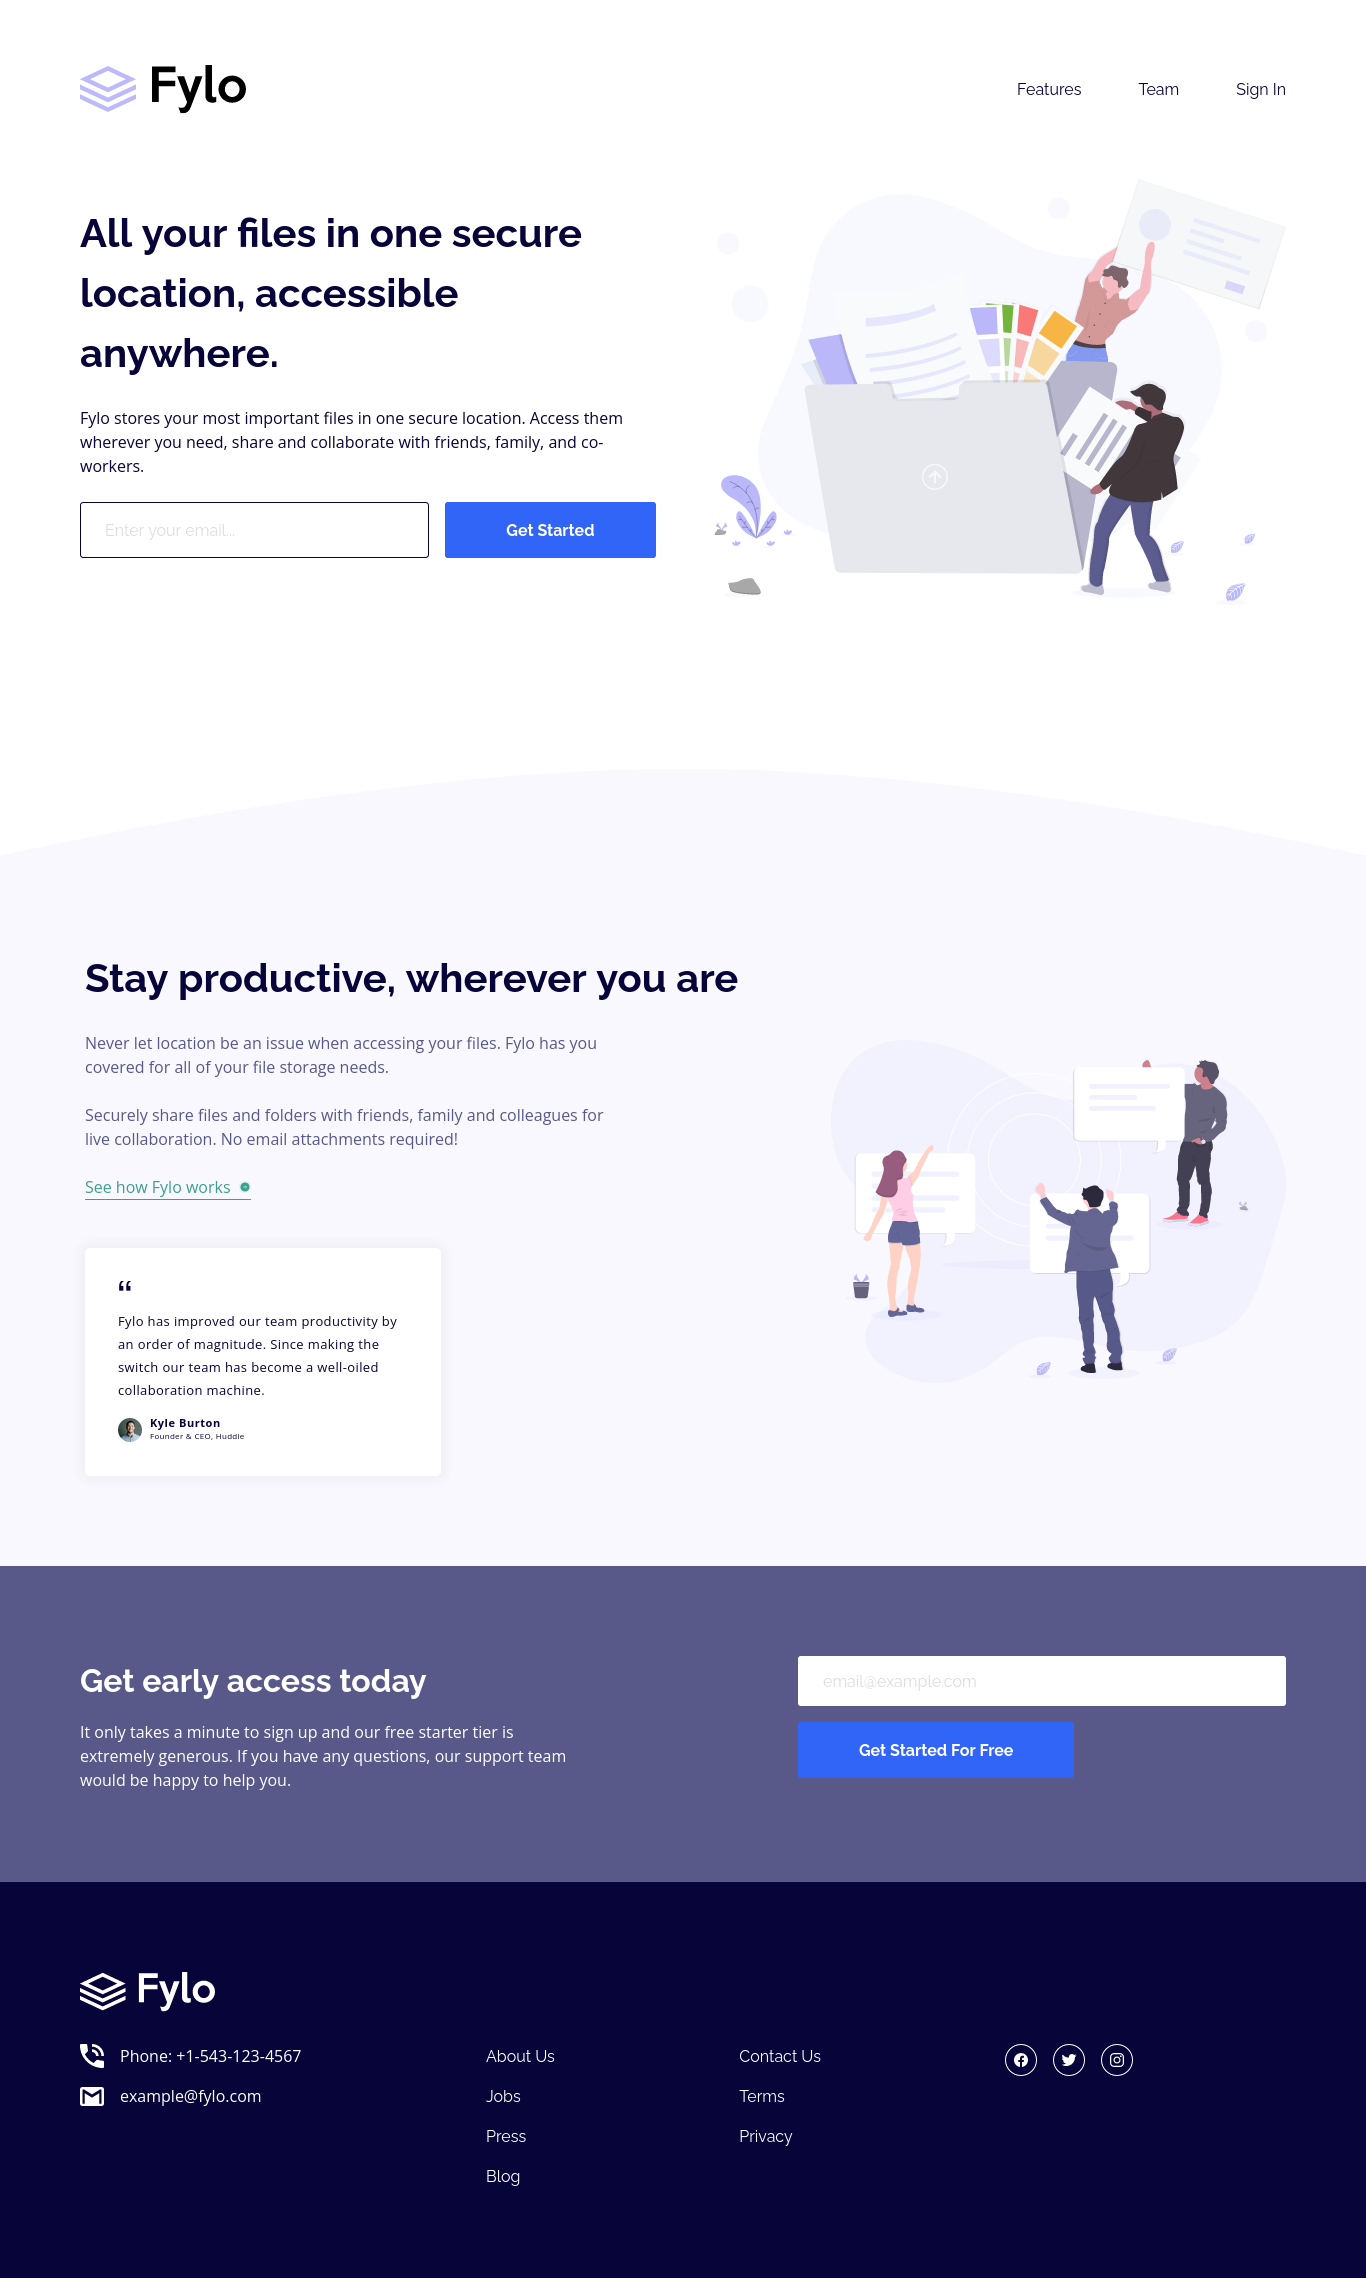 Fylo
Features
Team
Sign In
All your files in one secure
location, accessible
anywhere.
Fylo stores your most important files in one secure location. Access them
wherever you need, share and collaborate with friends, family, and co-
workers.
Enter your email...
Get Started
Stay productive, wherever you are
Never let location be an issue when accessing your files. Fylo has you
covered for all of your file storage needs.
Securely share files and folders with friends, family and colleagues for
live collaboration. No email attachments required!
See how Fylo works
“
Fylo has improved our team productivity by
an order of magnitude. Since making the
switch our team has become a well-oiled
collaboration machine.
Kyle Burton
Founder & CEO, Huddle
Get early access today
It only takes a minute to sign up and our free starter tier is
extremely generous. If you have any questions, our support team
would be happy to help you.
email@example.com
Get Started For Free
Fylo
Phone: +1-543-123-4567
example@fylo.com
About Us
Jobs
Press
Blog
Contact Us
Terms
Privacy